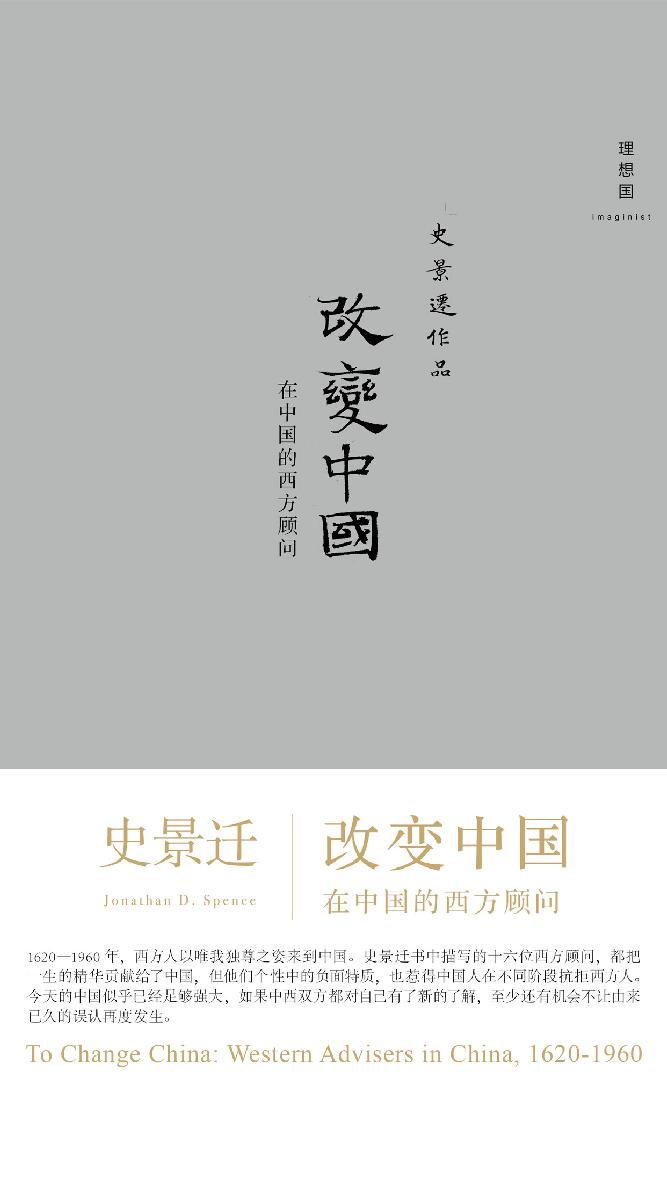 理想国
imaginist
史景遷作品
改變中國
在中国的西方顾问
史景迁
Jonathan D. Spence
改变中国
在中国的西方顾问
1620—1960 年，西方人以唯我独尊之姿来到中国。史景迁书中描写的十六位西方顾问，都把
一生的精华贡献给了中国，但他们个性中的负面特质，也惹得中国人在不同阶段抗拒西方人。
今天的中国似乎已经足够强大，如果中西双方都对自己有了新的了解，至少还有机会不让由来
已久的误认再度发生。
To Change China: Western Advisers in China, 1620-1960